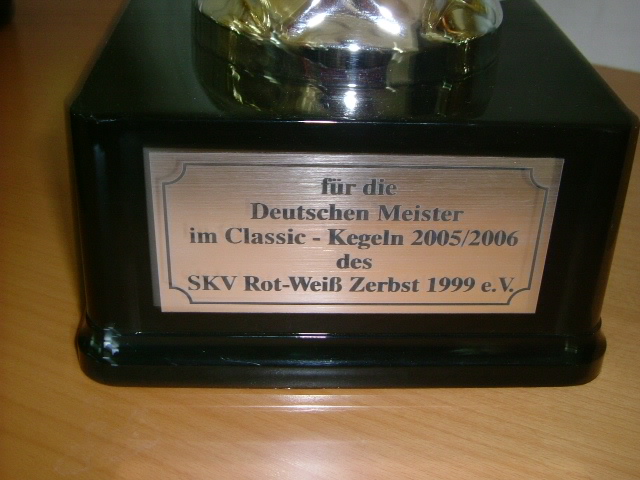 für die
Deutschen Meister
im Classic - Kegeln 2005/2006
des
SKV Rot-Weiß Zerbst 1999 e.V.